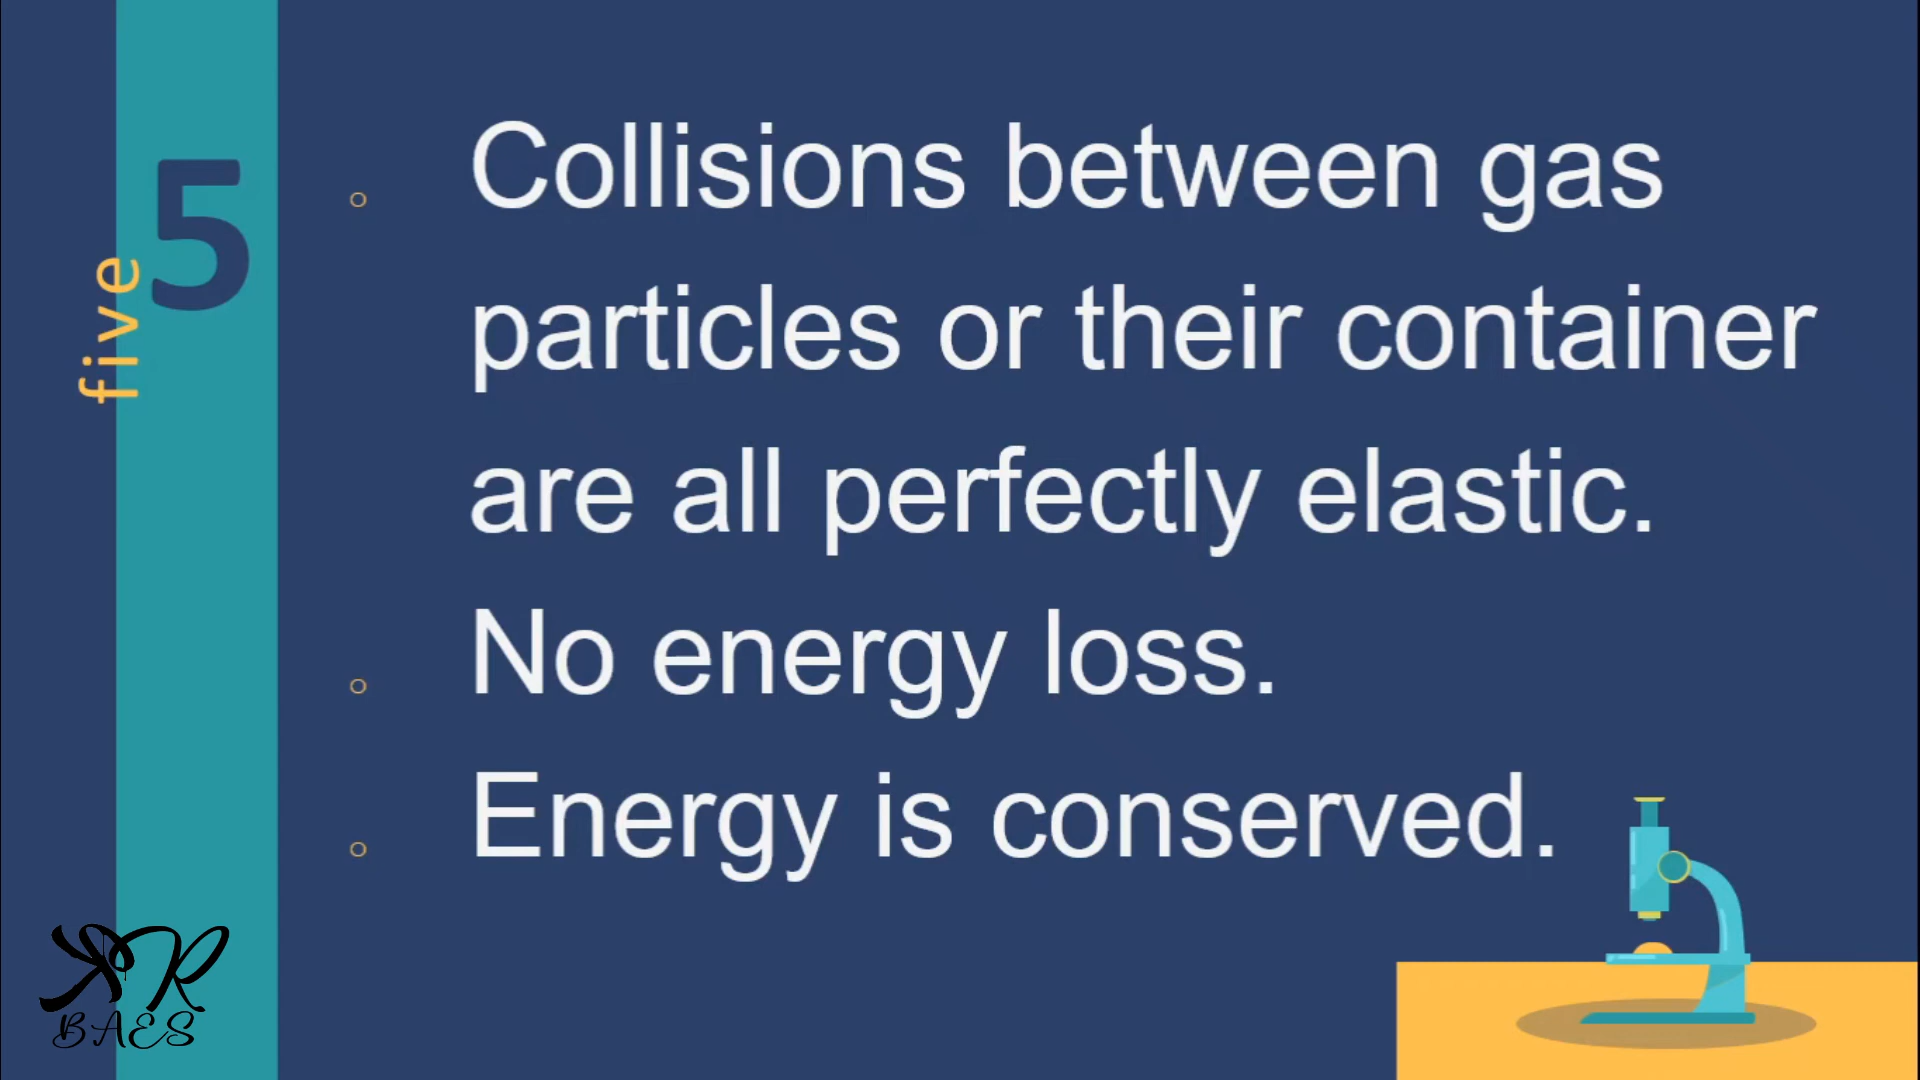 5
five
Collisions between gas
particles or their container
are all perfectly elastic.
No energy loss.
Energy is conserved.
KR
BAES